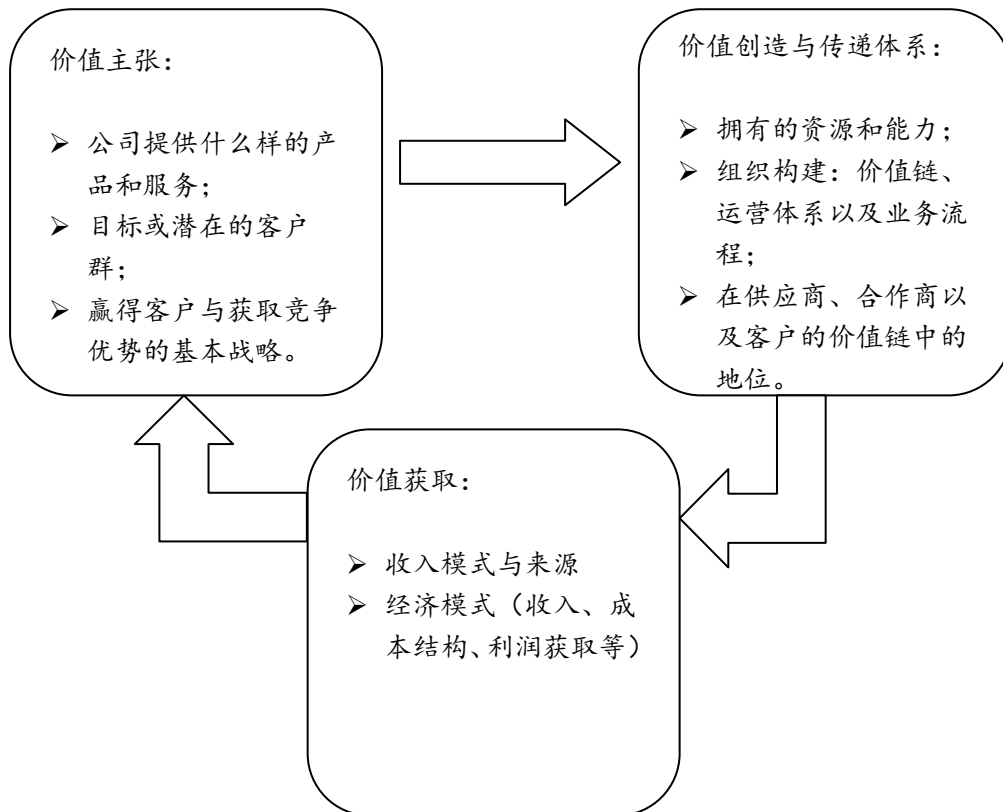 价值主张：
➢ 公司提供什么样的产
品和服务；
➢ 目标或潜在的客户
群；
➢ 赢得客户与获取竞争
优势的基本战略。
价值创造与传递体系：
➢ 拥有的资源和能力；
➢ 组织构建：价值链、
运营体系以及业务流
程；
➢ 在供应商、合作商以
及客户的价值链中的
地位。
价值获取：
➢ 收入模式与来源
➢ 经济模式（收入、成
本结构、利润获取等）